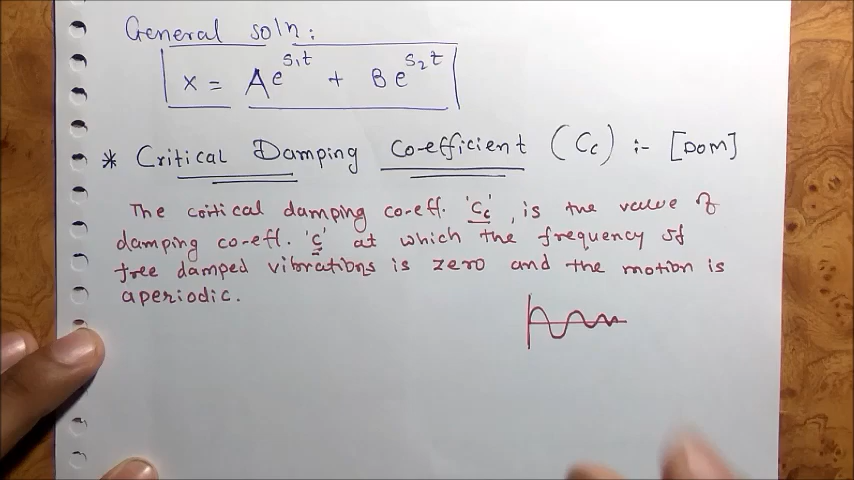 General soln:
x = Ae^{s₁t} + Be^{s₂t}
* Critical Damping Co-efficient (Cc) :- [DOM]
The critical damping co-eff. 'Cc', is the value of
damping co-eff. 'c' at which the frequency of
free damped vibrations is zero and the motion is
aperiodic.